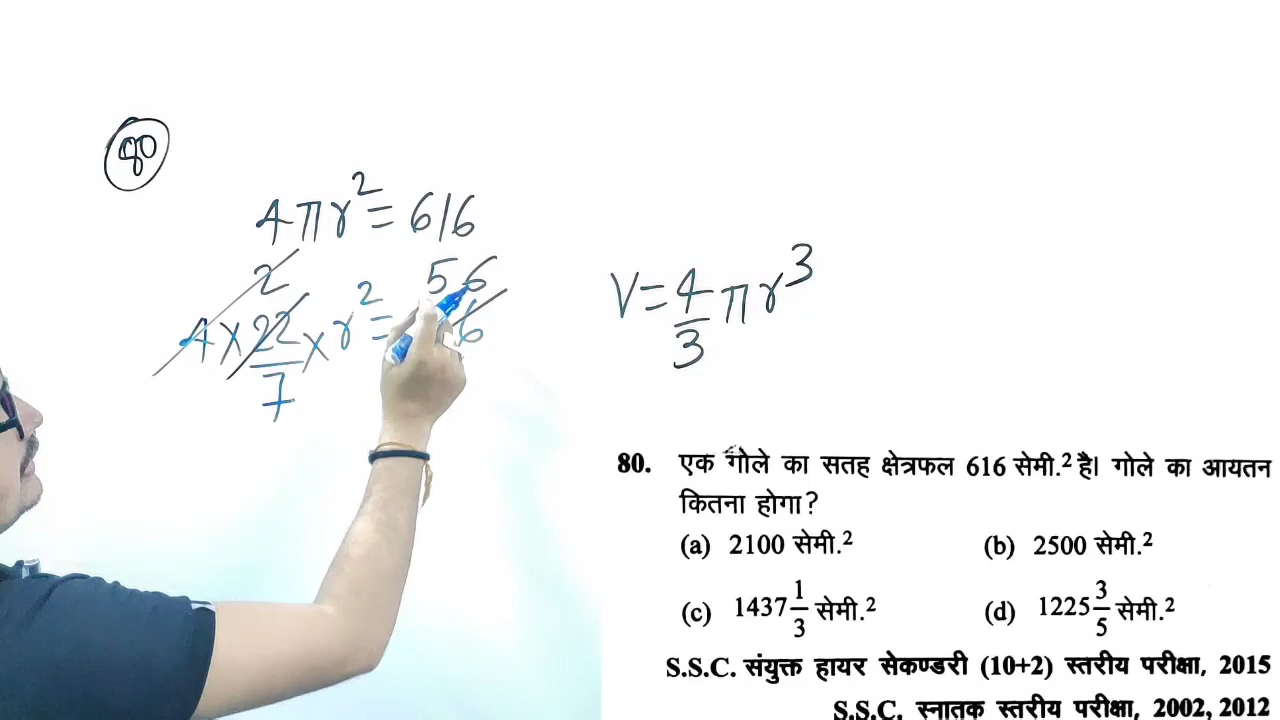 80
4πr²= 616
2 56
4×22/7×r²= 6
V=4/3 πr³
80. एक गोले का सतह क्षेत्रफल 616 सेमी.² है। गोले का आयतन
कितना होगा?
(a) 2100 सेमी.² (b) 2500 सेमी.²
(c) 1437 1/3 सेमी.² (d) 1225 3/5 सेमी.²
S.S.C. संयुक्त हायर सेकण्डरी (10+2) स्तरीय परीक्षा, 2015
S.S.C. स्नातक स्तरीय परीक्षा, 2002, 2012